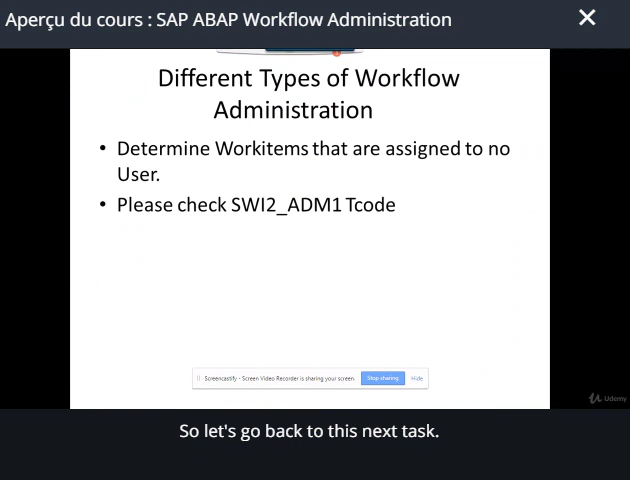 Aperçu du cours : SAP ABAP Workflow Administration
Different Types of Workflow
Administration
• Determine Workitems that are assigned to no
User.
• Please check SWI2_ADM1 Tcode
Screencastify - Screen Video Recorder is sharing your screen. Stop sharing Hide
Udemy
So let's go back to this next task.